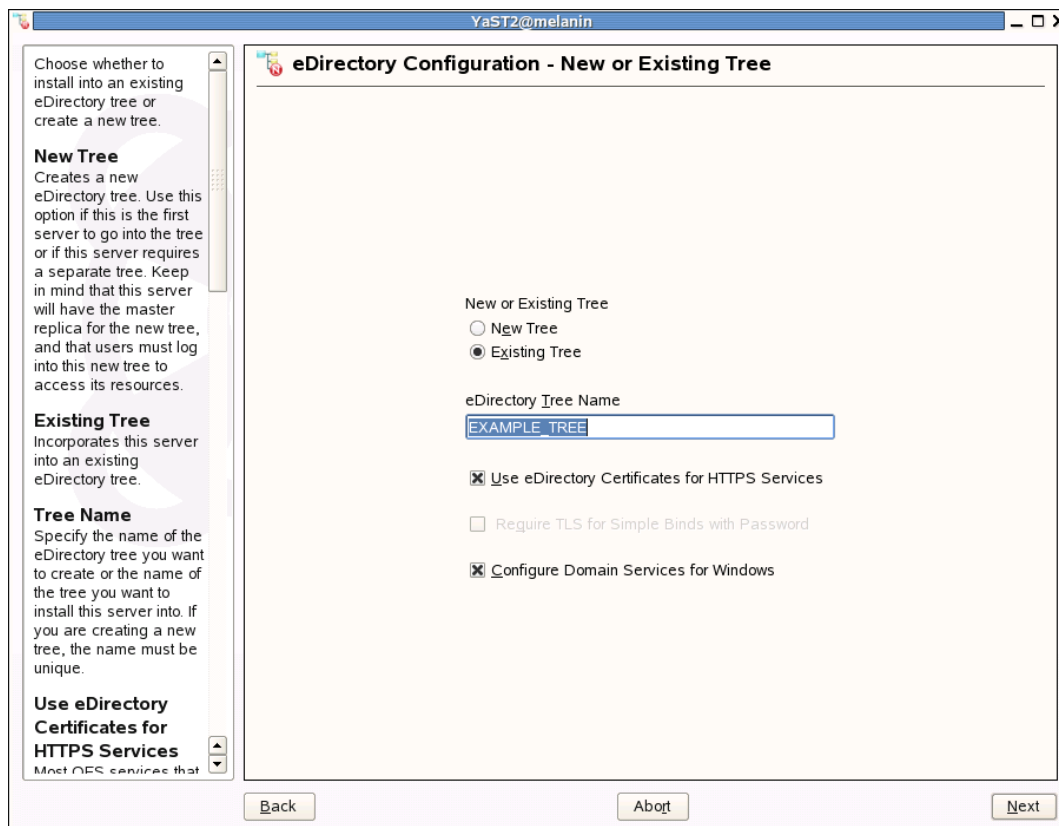 YaST2@melanin
Choose whether to
install into an existing
eDirectory tree or
create a new tree.
New Tree
Creates a new
eDirectory tree. Use this
option if this is the first
server to go into the tree
or if this server requires
a separate tree. Keep
in mind that this server
will have the master
replica for the new tree,
and that users must log
into this new tree to
access its resources.
Existing Tree
Incorporates this server
into an existing
eDirectory tree.
Tree Name
Specify the name of the
eDirectory tree you want
to create or the name of
the tree you want to
install this server into. If
you are creating a new
tree, the name must be
unique.
Use eDirectory
Certificates for
HTTPS Services
Most OES services that
eDirectory Configuration - New or Existing Tree
New or Existing Tree
New Tree
Existing Tree
eDirectory Tree Name
EXAMPLE_TREE
Use eDirectory Certificates for HTTPS Services
Require TLS for Simple Binds with Password
Configure Domain Services for Windows
Back
Abort
Next